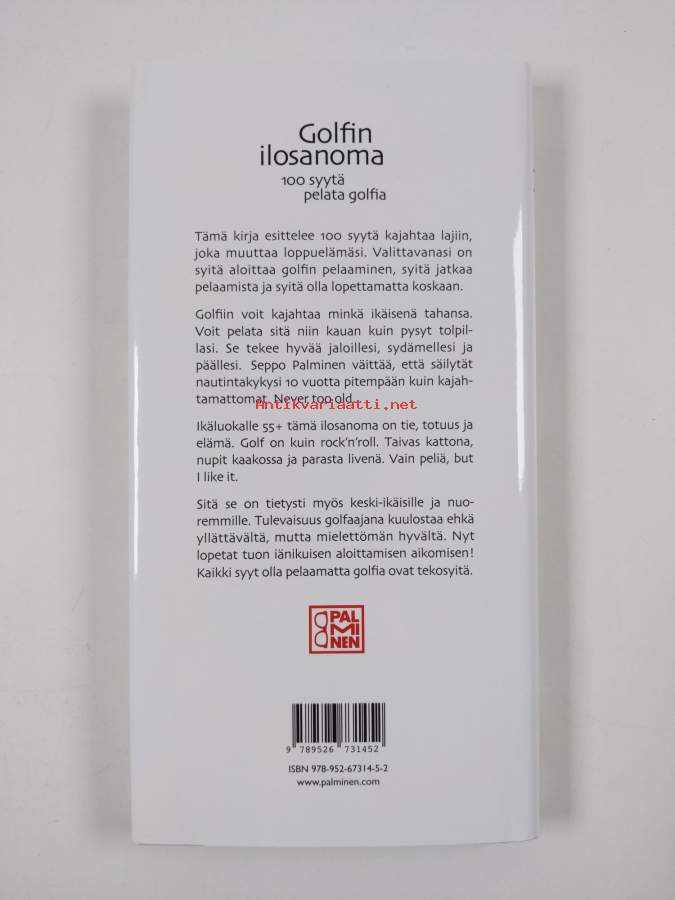 Golfin
ilosanoma
100 syytä
pelata golfia
Tämä kirja esittelee 100 syytä kajahtaa lajiin,
joka muuttaa loppuelämäsi. Valittavanasi on
syitä aloittaa golfin pelaaminen, syitä jatkaa
pelaamista ja syitä olla lopettamatta koskaan.
Golfiin voit kajahtaa minkä ikäisenä tahansa.
Voit pelata sitä niin kauan kuin pysyt tolpil-
lasi. Se tekee hyvää jaloillesi, sydämellesi ja
päällesi. Seppo Palminen väittää, että säilytät
nautintakykysi 10 vuotta pitempään kuin kajah-
tamattomat. Never too old.
Antikvariaatti.net
Ikäluokalle 55+ tämä ilosanoma on tie, totuus ja
elämä. Golf on kuin rock'n'roll. Taivas kattona,
nupit kaakossa ja parasta livenä. Vain peliä, but
I like it.
Sitä se on tietysti myös keski-ikäisille ja nuo-
remmille. Tulevaisuus golfaajana kuulostaa ehkä
yllättävältä, mutta mielettömän hyvältä. Nyt
lopetat tuon iänikuisen aloittamisen aikomisen!
Kaikki syyt olla pelaamatta golfia ovat tekosyitä.
PAL
MI
NEN
9 789526 731452
ISBN 978-952-67314-5-2
www.palminen.com